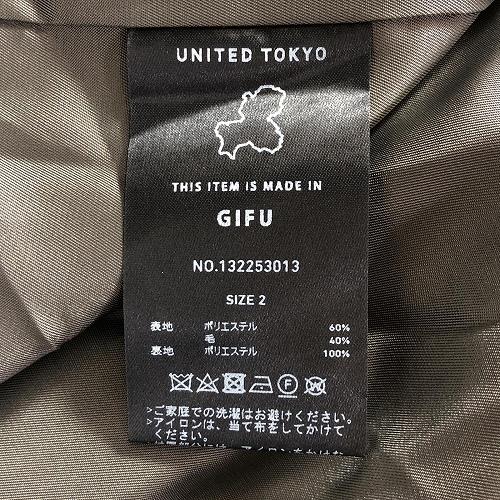 UNITED TOKYO
THIS ITEM IS MADE IN
GIFU
NO.132253013
SIZE 2
表地 ポリエステル 60%
毛 40%
裏地 ポリエステル 100%
>ご家庭での洗濯はお避けください。
>アイロンは、当て布をしてかけて
ください。